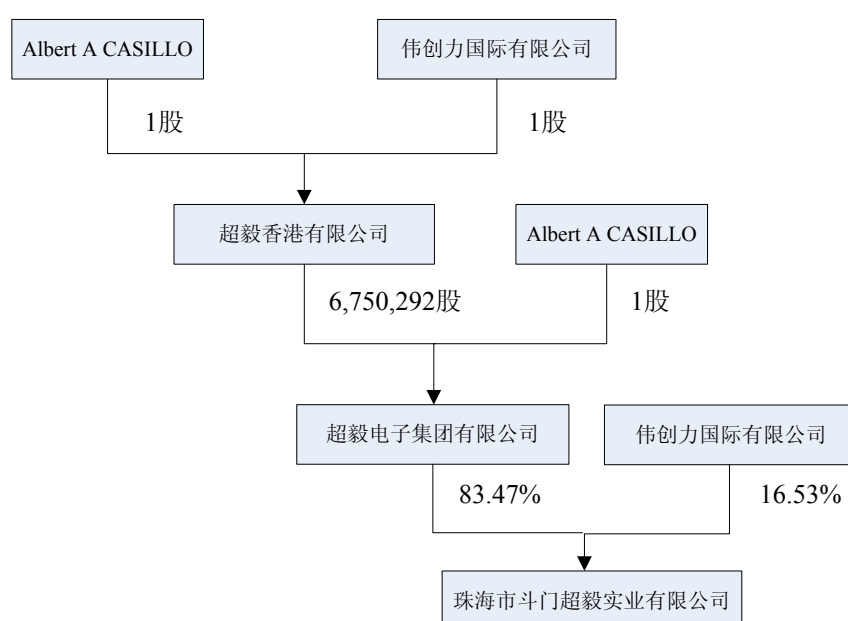 Albert A CASILLO
伟创力国际有限公司
1股
1股
超毅香港有限公司
Albert A CASILLO
6,750,292股
1股
超毅电子集团有限公司
伟创力国际有限公司
83.47%
16.53%
珠海市斗门超毅实业有限公司